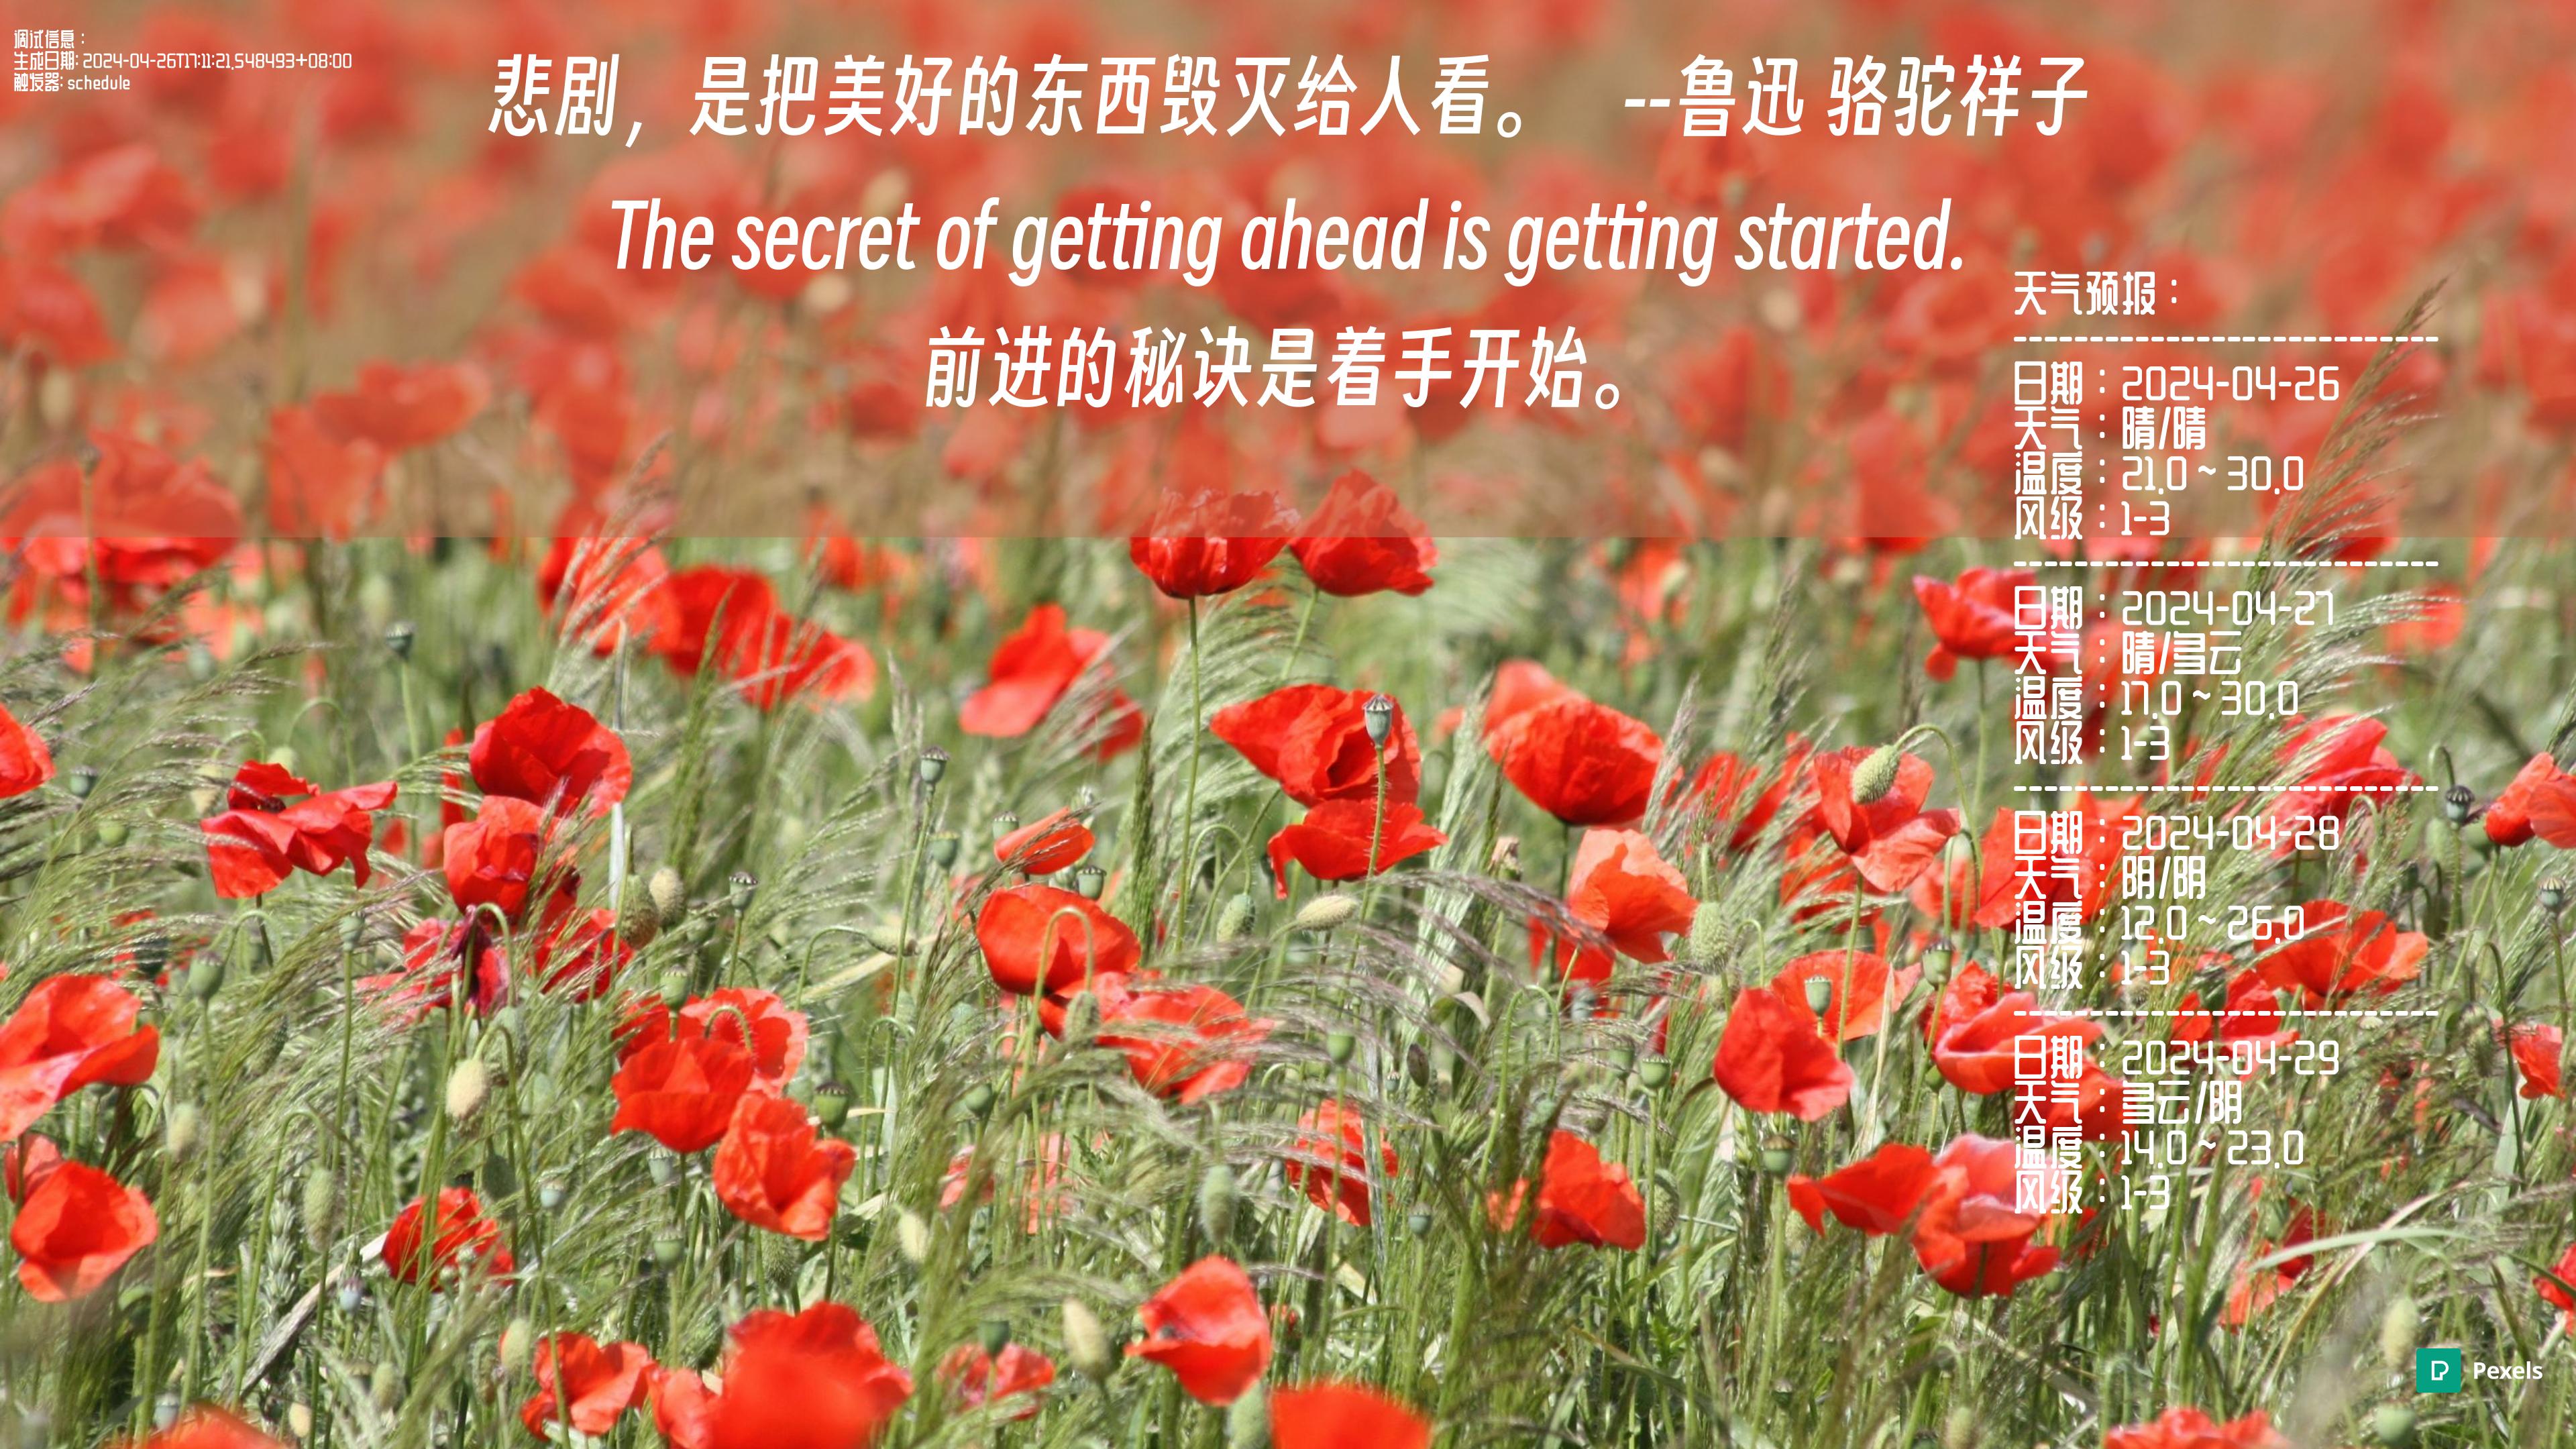 调试信息：
生成日期: 2024-04-26T17:11:21.548493+08:00
触发器: schedule
悲剧，是把美好的东西毁灭给人看。 --鲁迅 骆驼祥子
The secret of getting ahead is getting started.
前进的秘诀是着手开始。
天气预报：
------------------------------
日期：2024-04-26
天气：晴/晴
温度：21.0 ~ 30.0
风级：1-3
------------------------------
日期：2024-04-27
天气：晴/多云
温度：17.0 ~ 30.0
风级：1-3
------------------------------
日期：2024-04-28
天气：阴/阴
温度：12.0 ~ 26.0
风级：1-3
------------------------------
日期：2024-04-29
天气：多云/阴
温度：14.0 ~ 23.0
风级：1-3
Pexels